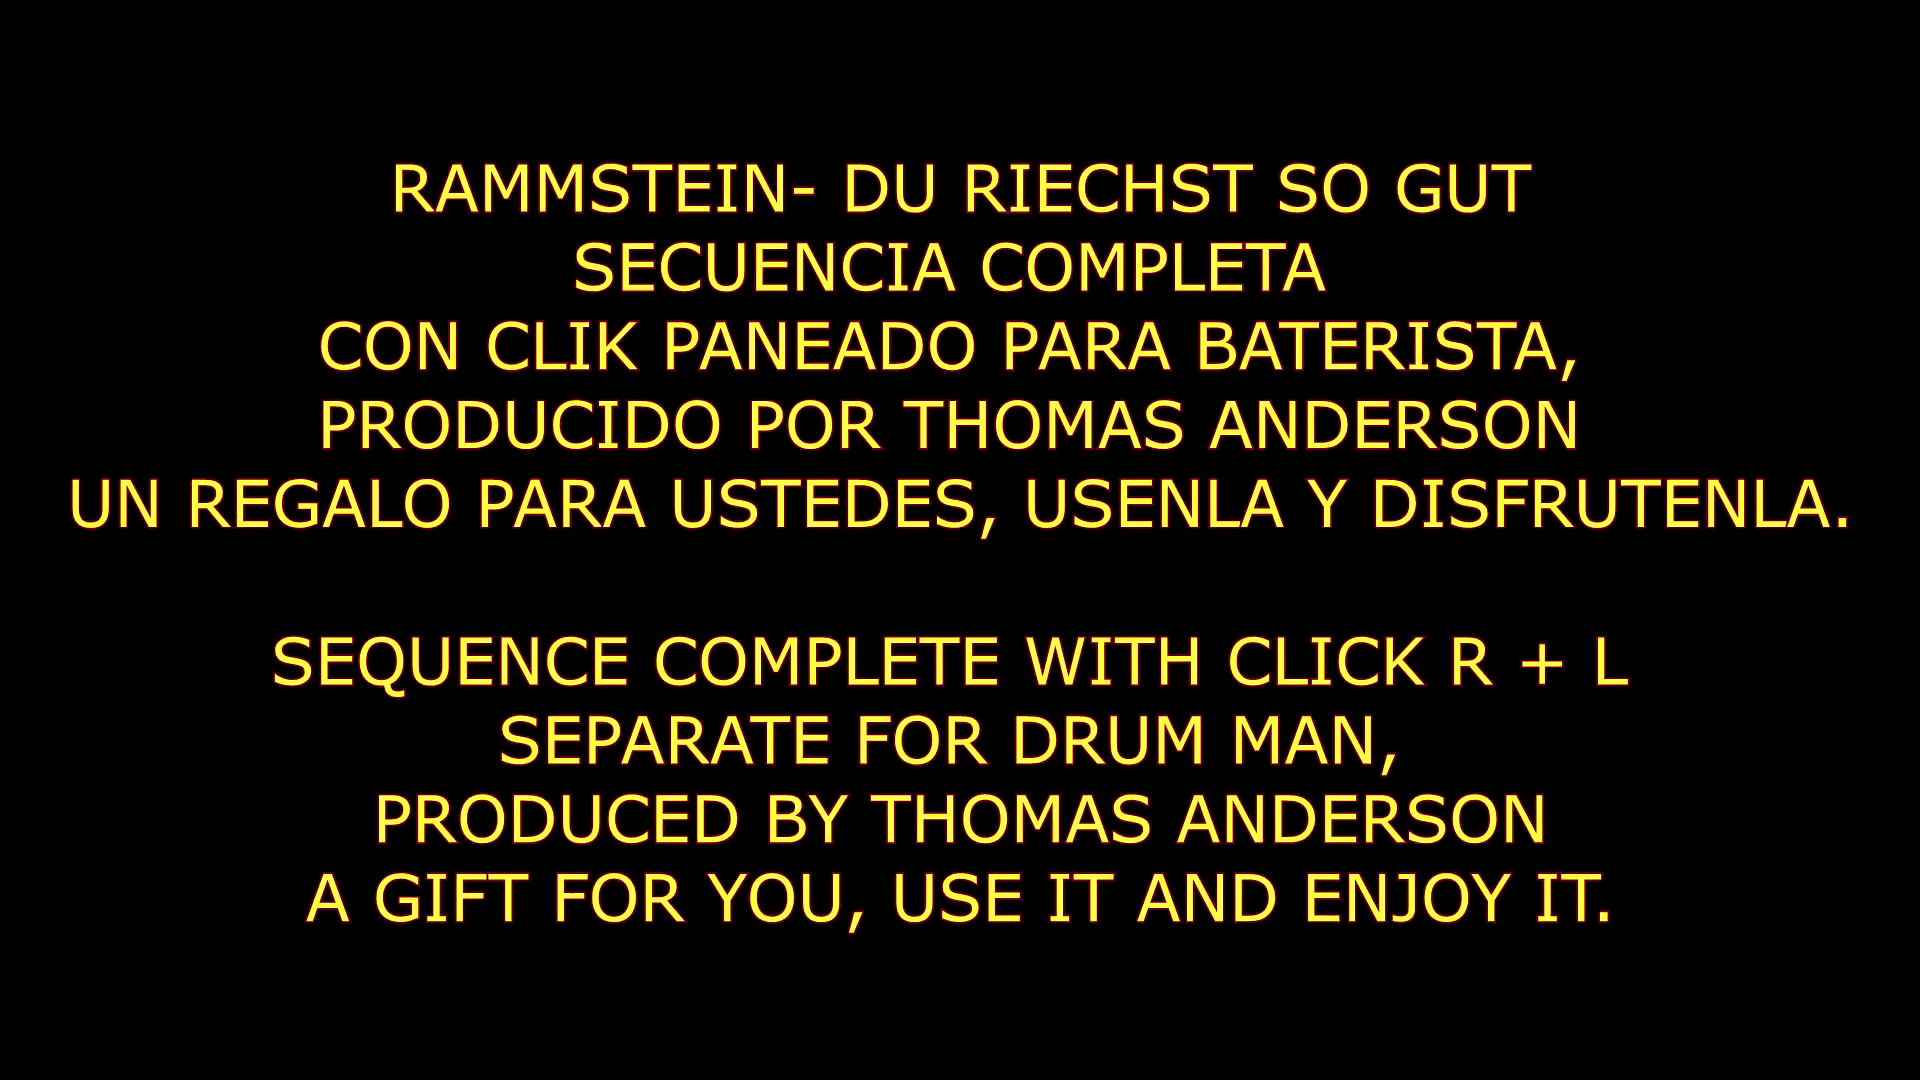 RAMMSTEIN- DU RIECHST SO GUT
SECUENCIA COMPLETA
CON CLIK PANEADO PARA BATERISTA,
PRODUCIDO POR THOMAS ANDERSON
UN REGALO PARA USTEDES, USENLA Y DISFRUTENLA.
SEQUENCE COMPLETE WITH CLICK R + L
SEPARATE FOR DRUM MAN,
PRODUCED BY THOMAS ANDERSON
A GIFT FOR YOU, USE IT AND ENJOY IT.